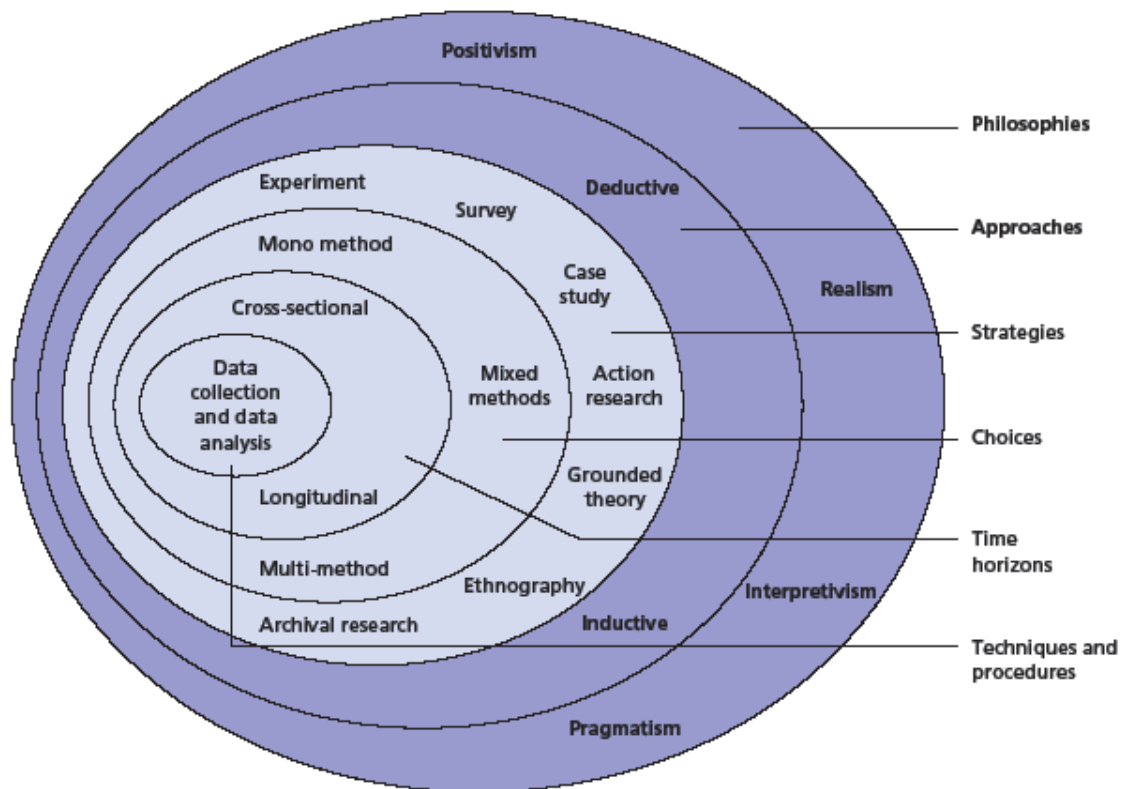 Positivism
Philosophies
Experiment
Deductive
Survey
Approaches
Mono method
Case
study
Realism
Cross-sectional
Strategies
Data
collection
and data
analysis
Mixed
methods
Action
research
Choices
Grounded
theory
Longitudinal
Time
horizons
Multi-method
Ethnography
Interpretivism
Archival research
Inductive
Techniques and
procedures
Pragmatism